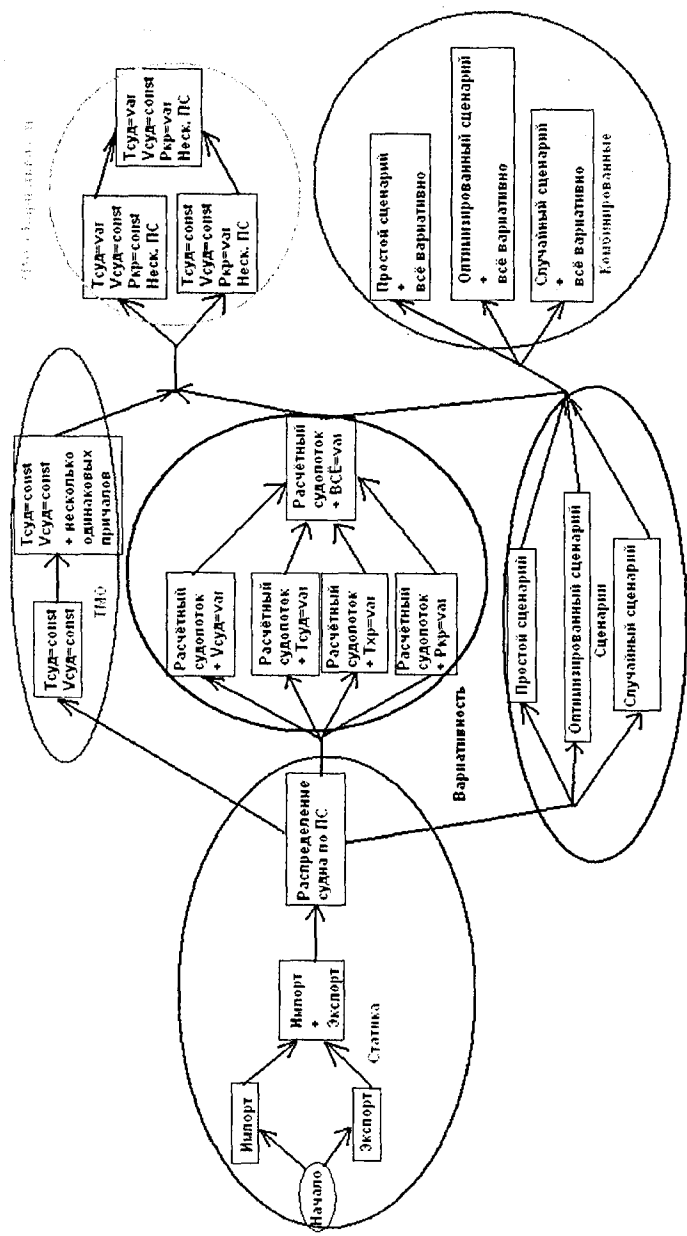 Начало
Импорт
Экспорт
Импорт
+
Экспорт
Статика
Распределение
судна по ПС
Тсуд=const
Vсуд=const
Тсуд=const
Vсуд=const
+ несколько
одинаковых
причалов
ТМО
Расчётный
судопоток
+ Vсуд=var
Расчётный
судопоток
+ Тсуд=var
Расчётный
судопоток
+ Тхр=var
Расчётный
судопоток
+ Ркр=var
Расчётный
судопоток
+ ВСЁ=var
Вариативность
Простой сценарий
Оптимизированный сценарий
Сценарии
Случайный сценарий
Тсуд=var
Vсуд=const
Ркр=const
Неск. ПС
Тсуд=const
Vсуд=const
Ркр=var
Неск. ПС
Тсуд=var
Vсуд=const
Ркр=var
Неск. ПС
Простой сценарий
+
всё вариативно
Оптимизированный сценарий
+
всё вариативно
Случайный сценарий
+
всё вариативно
Комбинированные